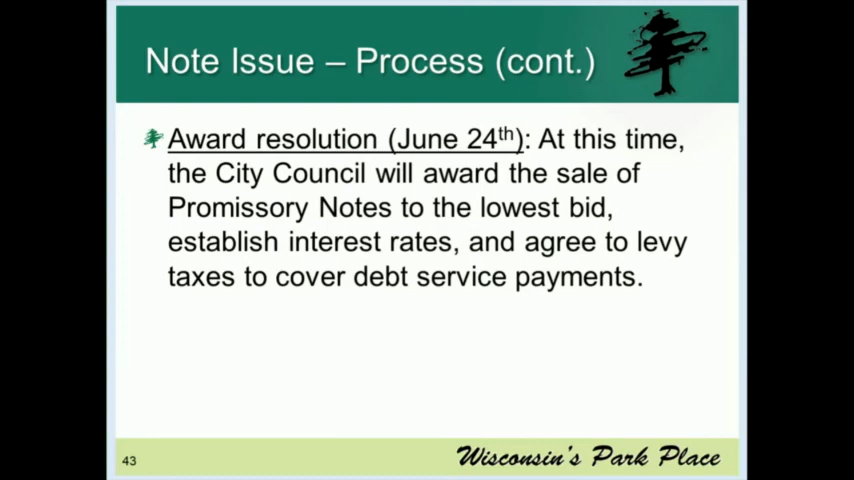 Note Issue – Process (cont.)
Award resolution (June 24th): At this time,
the City Council will award the sale of
Promissory Notes to the lowest bid,
establish interest rates, and agree to levy
taxes to cover debt service payments.
43
Wisconsin's Park Place